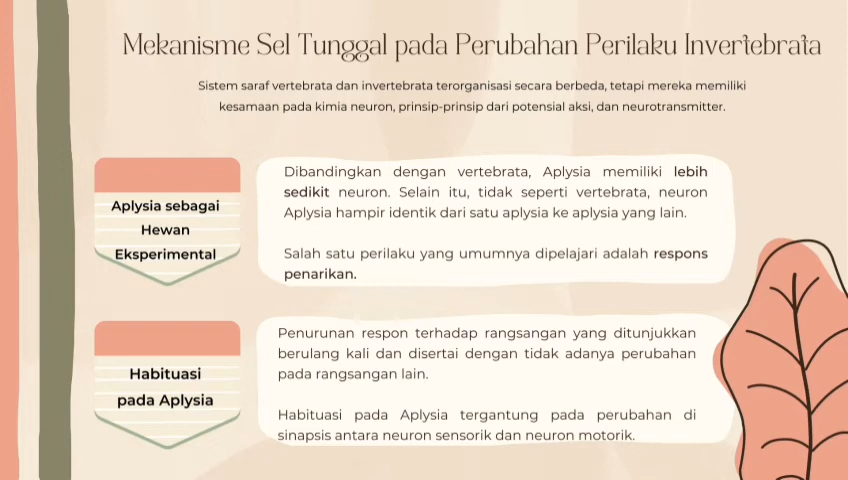 Mekanisme Sel Tunggal pada Perubahan Perilaku Invertebrata
Sistem saraf vertebrata dan invertebrata terorganisasi secara berbeda, tetapi mereka memiliki
kesamaan pada kimia neuron, prinsip-prinsip dari potensial aksi, dan neurotransmitter.
Aplysia sebagai
Hewan
Eksperimental
Dibandingkan dengan vertebrata, Aplysia memiliki lebih
sedikit neuron. Selain itu, tidak seperti vertebrata, neuron
Aplysia hampir identik dari satu aplysia ke aplysia yang lain.
Salah satu perilaku yang umumnya dipelajari adalah respons
penarikan.
Habituasi
pada Aplysia
Penurunan respon terhadap rangsangan yang ditunjukkan
berulang kali dan disertai dengan tidak adanya perubahan
pada rangsangan lain.
Habituasi pada Aplysia tergantung pada perubahan di
sinapsis antara neuron sensorik dan neuron motorik.